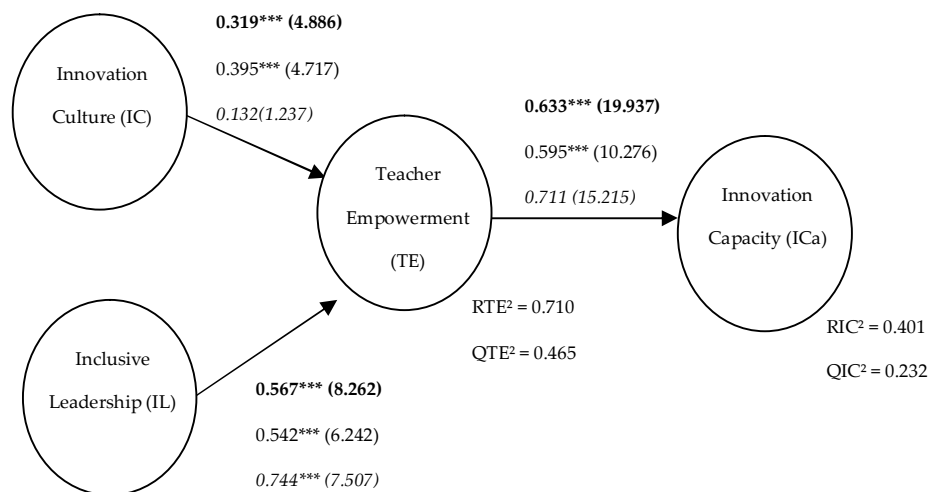 0.319*** (4.886)
0.395*** (4.717)
0.132(1.237)
Innovation
Culture (IC)
0.633*** (19.937)
0.595*** (10.276)
0.711 (15.215)
Teacher
Empowerment
(TE)
Innovation
Capacity (ICa)
RTE² = 0.710
QTE² = 0.465
RIC² = 0.401
QIC² = 0.232
Inclusive
Leadership (IL)
0.567*** (8.262)
0.542*** (6.242)
0.744*** (7.507)